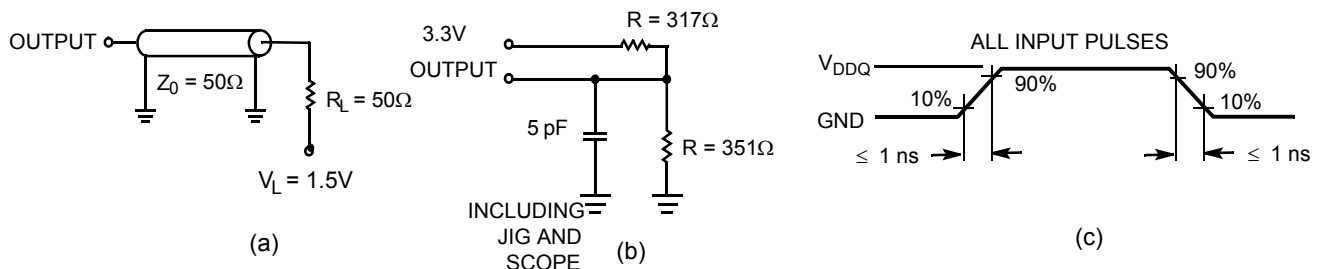 OUTPUT
Z0 = 50Ω
RL = 50Ω
VL = 1.5V
(a)
R = 317Ω
3.3V
OUTPUT
5 pF
R = 351Ω
INCLUDING
JIG AND
SCOPE
(b)
ALL INPUT PULSES
VDDQ
90%
90%
10%
10%
GND
≤ 1 ns
≤ 1 ns
(c)